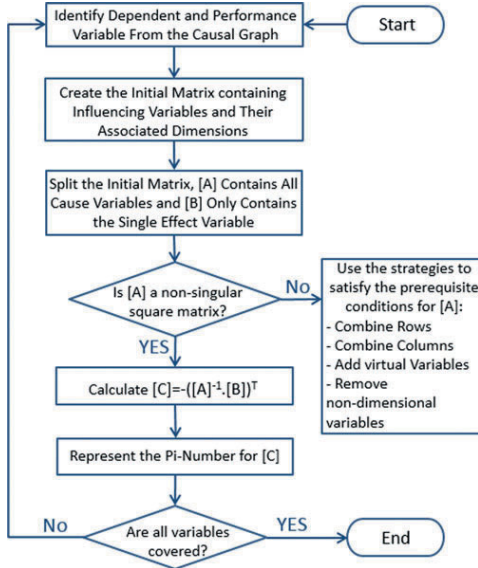 Identify Dependent and Performance
Variable From the Causal Graph
Start
Create the Initial Matrix containing
Influencing Variables and Their
Associated Dimensions
Split the Initial Matrix, [A] Contains All
Cause Variables and [B] Only Contains
the Single Effect Variable
Is [A] a non-singular
square matrix?
No
Use the strategies to
satisfy the prerequisite
conditions for [A]:
- Combine Rows
- Combine Columns
- Add virtual Variables
- Remove
non-dimensional
variables
YES
Calculate [C]=-([A]⁻¹.[B])ᵀ
Represent the Pi-Number for [C]
Are all variables
covered?
No
YES
End